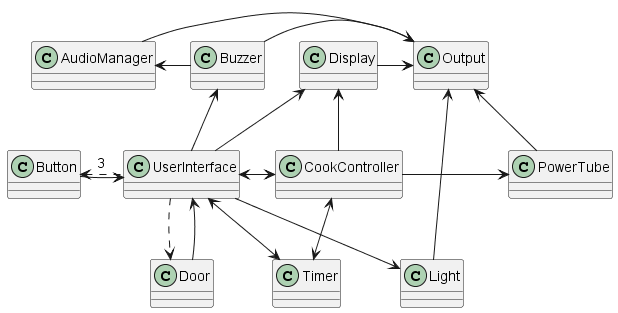 C AudioManager
C Buzzer
C Display
C Output
3
C Button
C UserInterface
C CookController
C PowerTube
C Door
C Timer
C Light